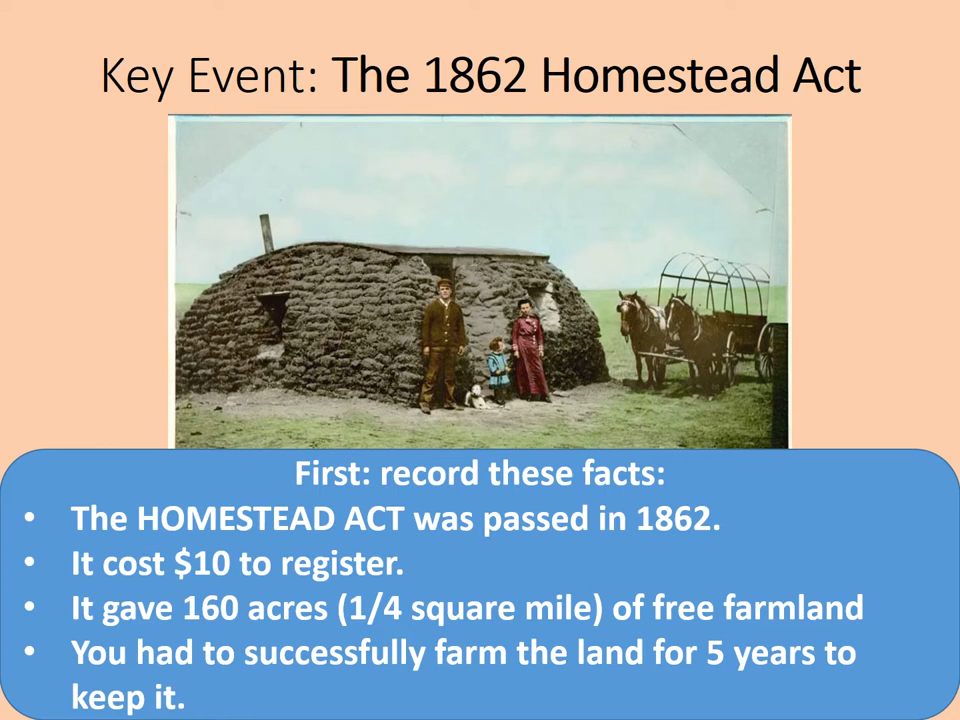 Key Event: The 1862 Homestead Act
First: record these facts:
• The HOMESTEAD ACT was passed in 1862.
• It cost $10 to register.
• It gave 160 acres (1/4 square mile) of free farmland
• You had to successfully farm the land for 5 years to
keep it.